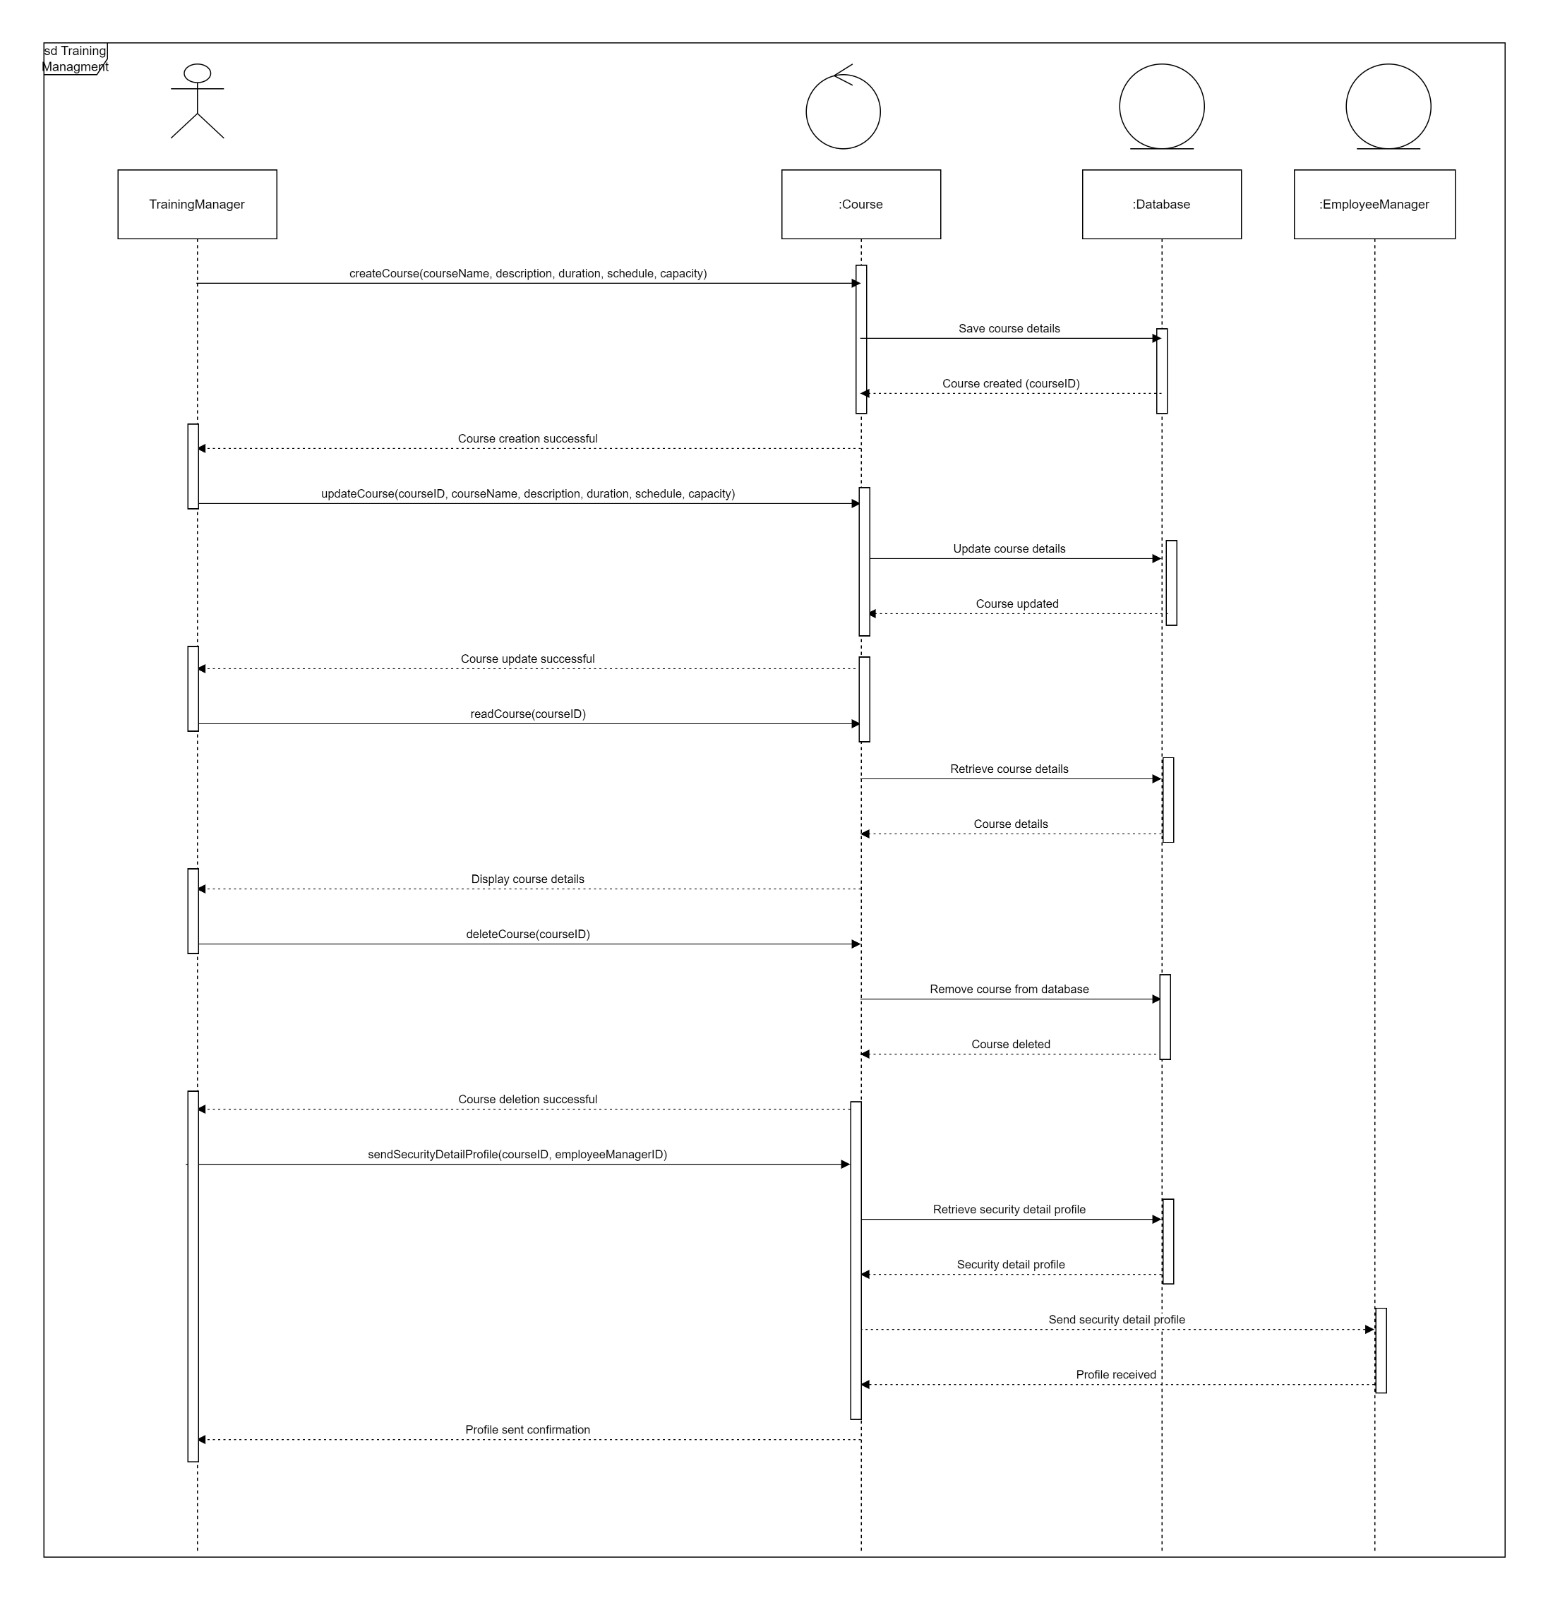 sd Training
Managment
TrainingManager
:Course
:Database
:EmployeeManager
createCourse(courseName, description, duration, schedule, capacity)
Save course details
Course created (courseID)
Course creation successful
updateCourse(courseID, courseName, description, duration, schedule, capacity)
Update course details
Course updated
Course update successful
readCourse(courseID)
Retrieve course details
Course details
Display course details
deleteCourse(courseID)
Remove course from database
Course deleted
Course deletion successful
sendSecurityDetailProfile(courseID, employeeManagerID)
Retrieve security detail profile
Security detail profile
Send security detail profile
Profile received
Profile sent confirmation